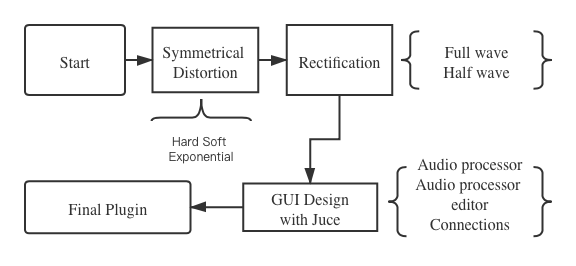 Start
Symmetrical
Distortion
Rectification
Full wave
Half wave
Hard Soft
Exponential
Final Plugin
GUI Design
with Juce
Audio processor
Audio processor
editor
Connections